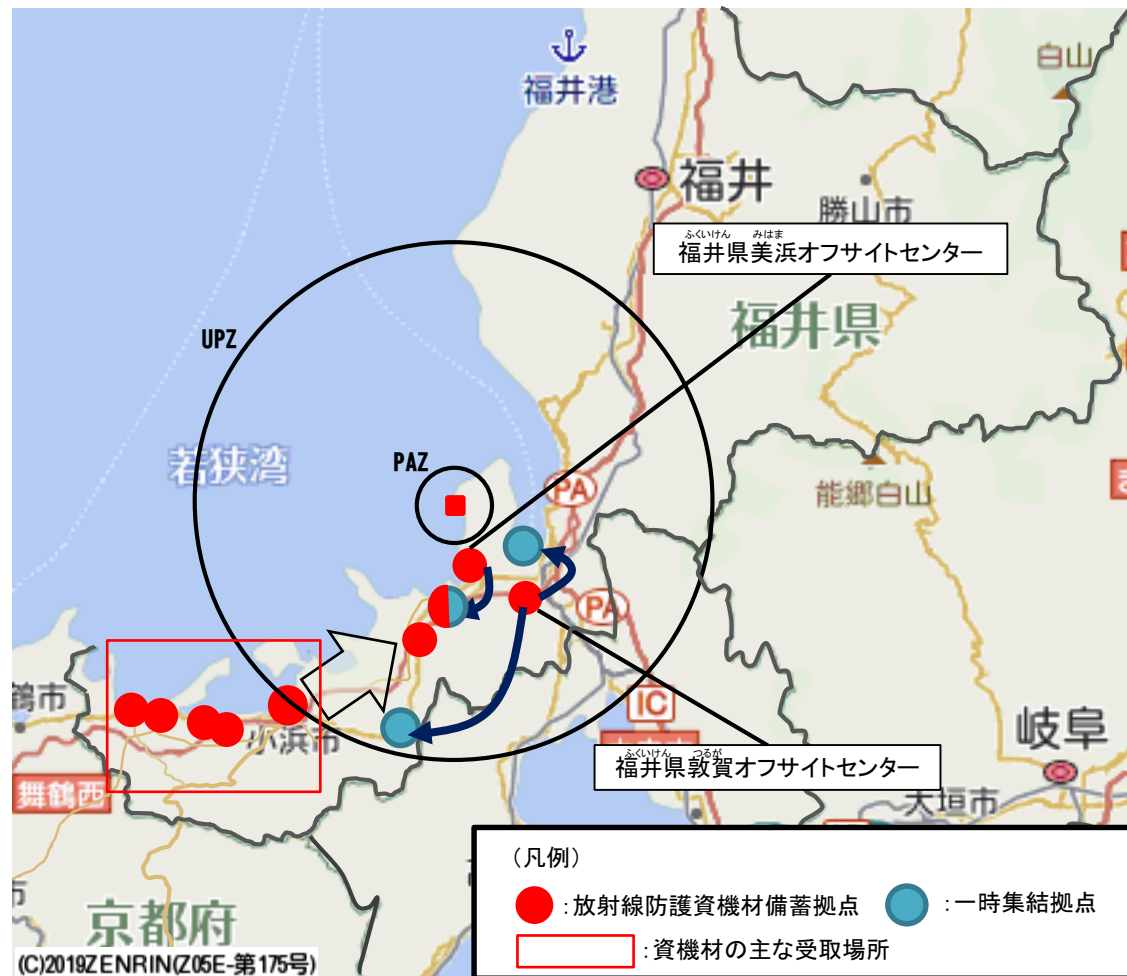 白山
福井港
福井
勝山市
ふくいけん みはま
福井県美浜オフサイトセンター
福井県
UPZ
若狭湾
PAZ
PA
能郷白山
PA
鶴市
小浜市
IC
岐阜
ふくいけん つるが
福井県敦賀オフサイトセンター
舞鶴西
大垣市
(凡例)
:放射線防護資機材備蓄拠点
:一時集結拠点
京都府
:資機材の主な受取場所
(C)2019ZENRIN(Z05E-第175号)